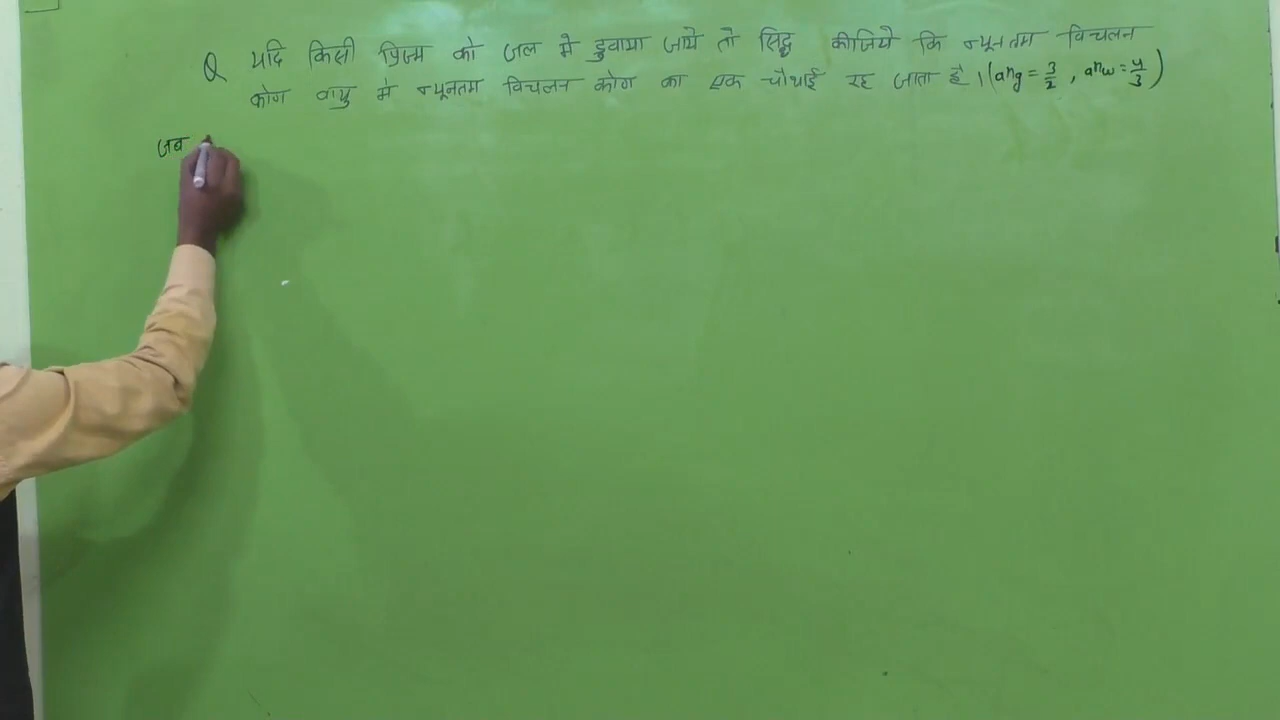 Q यदि किसी प्रिज्म को जल मे डुवाया जाये तो सिद्ध कीजिये कि न्यूनतम विचलन
कोण वायु मे न्यूनतम विचलन कोण का एक चौथाई रह जाता है । (ang = 3/2 , anw = 4/3)
जब